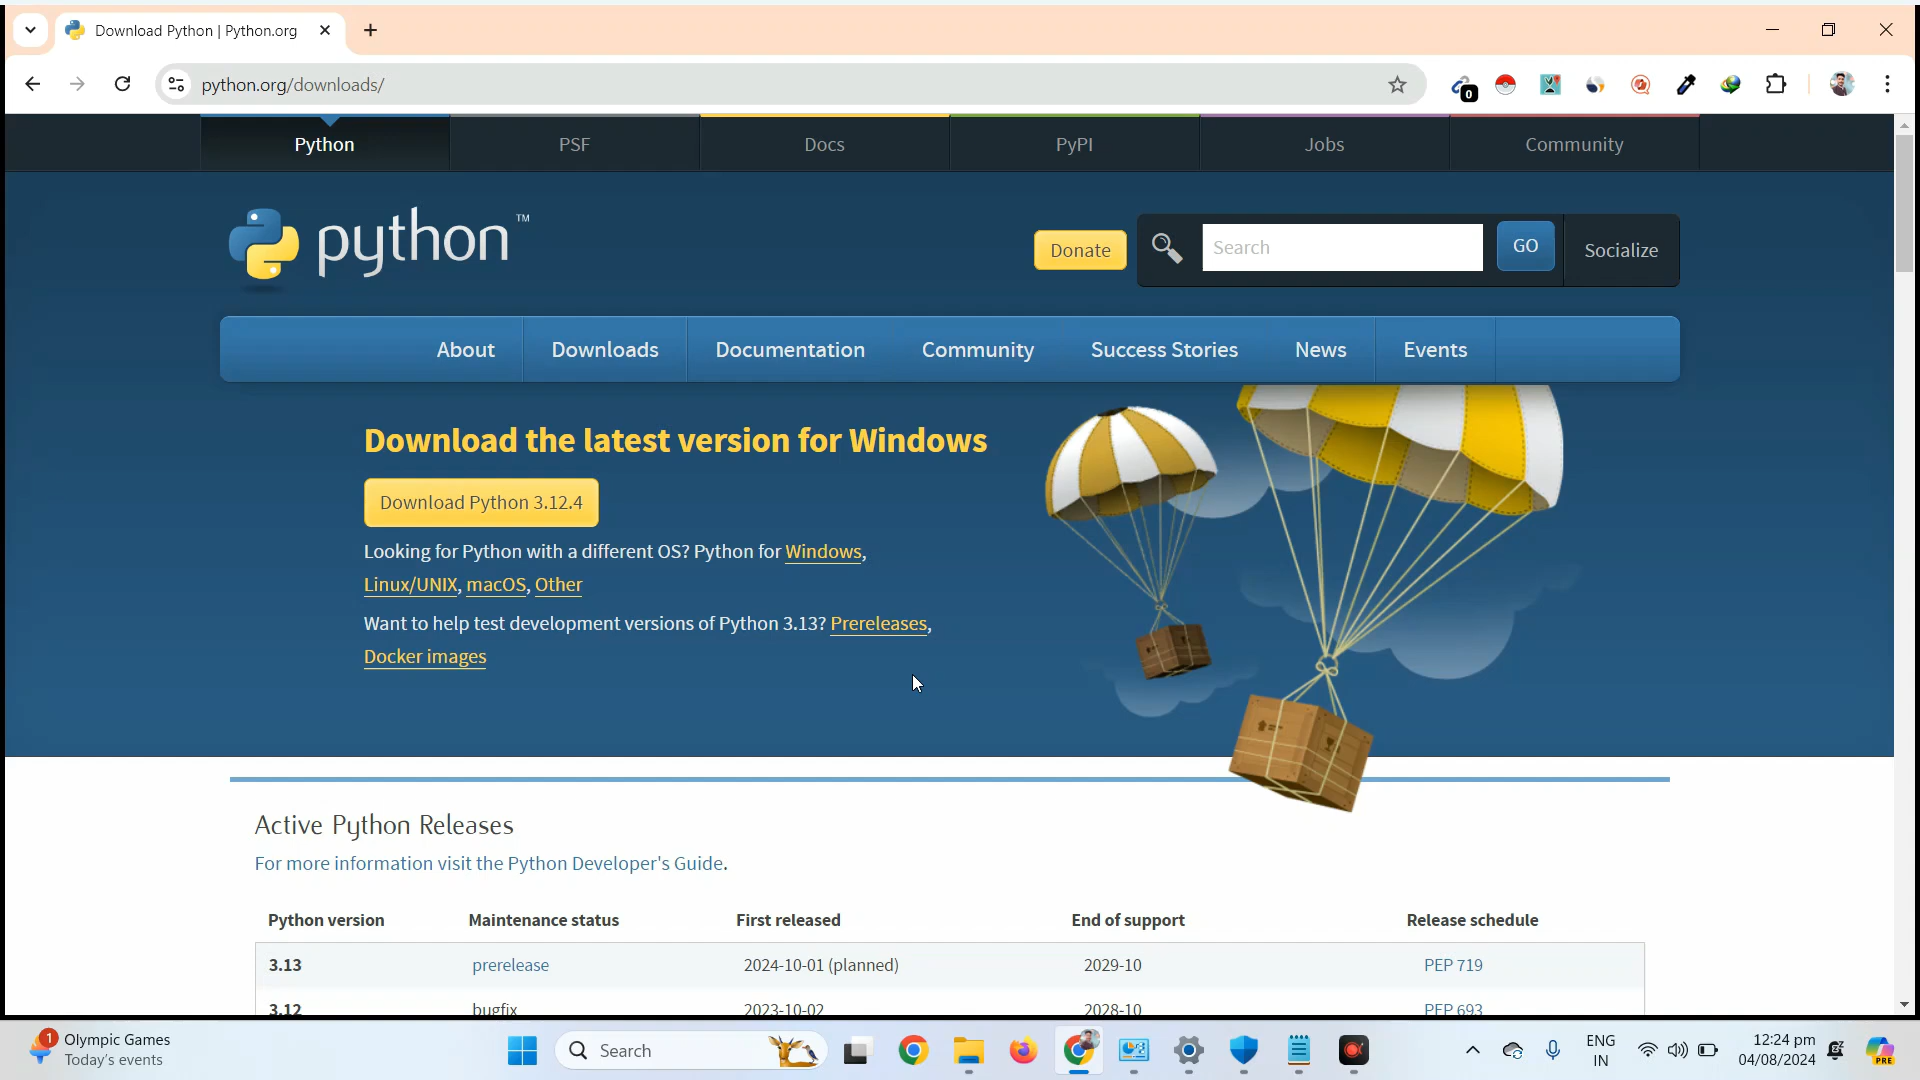 Download Python | Python.org
python.org/downloads/
0
Python
PSF
Docs
PyPI
Jobs
Community
python™
Donate
Search
GO
Socialize
About
Downloads
Documentation
Community
Success Stories
News
Events
Download the latest version for Windows
Download Python 3.12.4
Looking for Python with a different OS? Python for Windows,
Linux/UNIX, macOS, Other
Want to help test development versions of Python 3.13? Prereleases,
Docker images
Active Python Releases
For more information visit the Python Developer's Guide.
Python version Maintenance status First released End of support Release schedule
3.13 prerelease 2024-10-01 (planned) 2029-10 PEP 719
3.12 bugfix 2023-10-02 2028-10 PEP 693
1
Olympic Games
Today's events
Search
ENG
IN
12:24 pm
04/08/2024
PRE